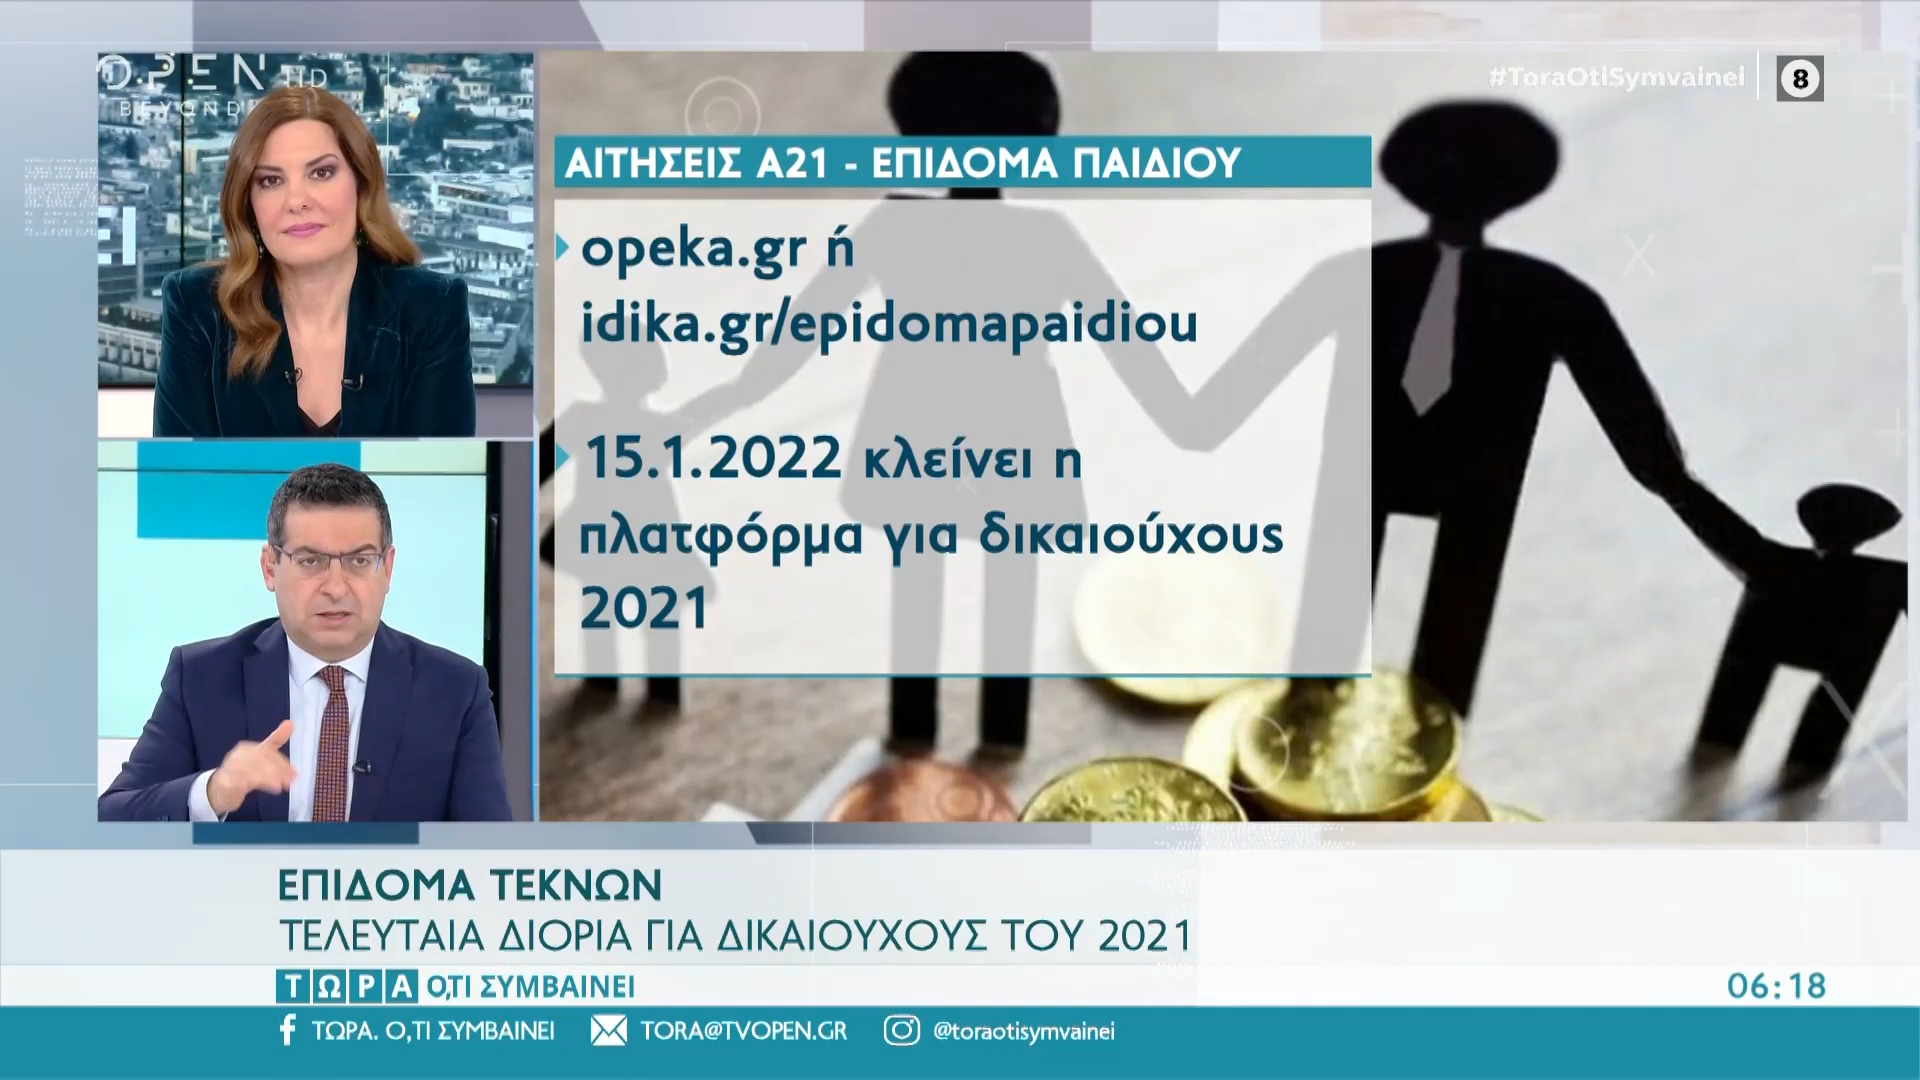 OPEN HD
BEYOND
#ToraOtiSymvainei
8
ΕΙ
ΑΙΤΗΣΕΙΣ Α21 - ΕΠΙΔΟΜΑ ΠΑΙΔΙΟΥ
opeka.gr ή
idika.gr/epidomapaidiou
15.1.2022 κλείνει η
πλατφόρμα για δικαιούχους
2021
ΕΠΙΔΟΜΑ ΤΕΚΝΩΝ
ΤΕΛΕΥΤΑΙΑ ΔΙΟΡΙΑ ΓΙΑ ΔΙΚΑΙΟΥΧΟΥΣ ΤΟΥ 2021
ΤΩΡΑ Ο,ΤΙ ΣΥΜΒΑΙΝΕΙ
06:18
ΤΩΡΑ. Ο,ΤΙ ΣΥΜΒΑΙΝΕΙ TORA@TVOPEN.GR @toraotisymvainei